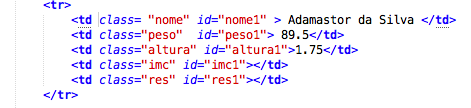 <tr>
<td class= "nome" id="nome1" > Adamastor da Silva </td>
<td class="peso"  id="peso1"> 89.5</td>
<td class="altura" id="altura1">1.75</td>
<td class="imc" id="imc1"></td>
<td class="res" id="res1"></td>
</tr>